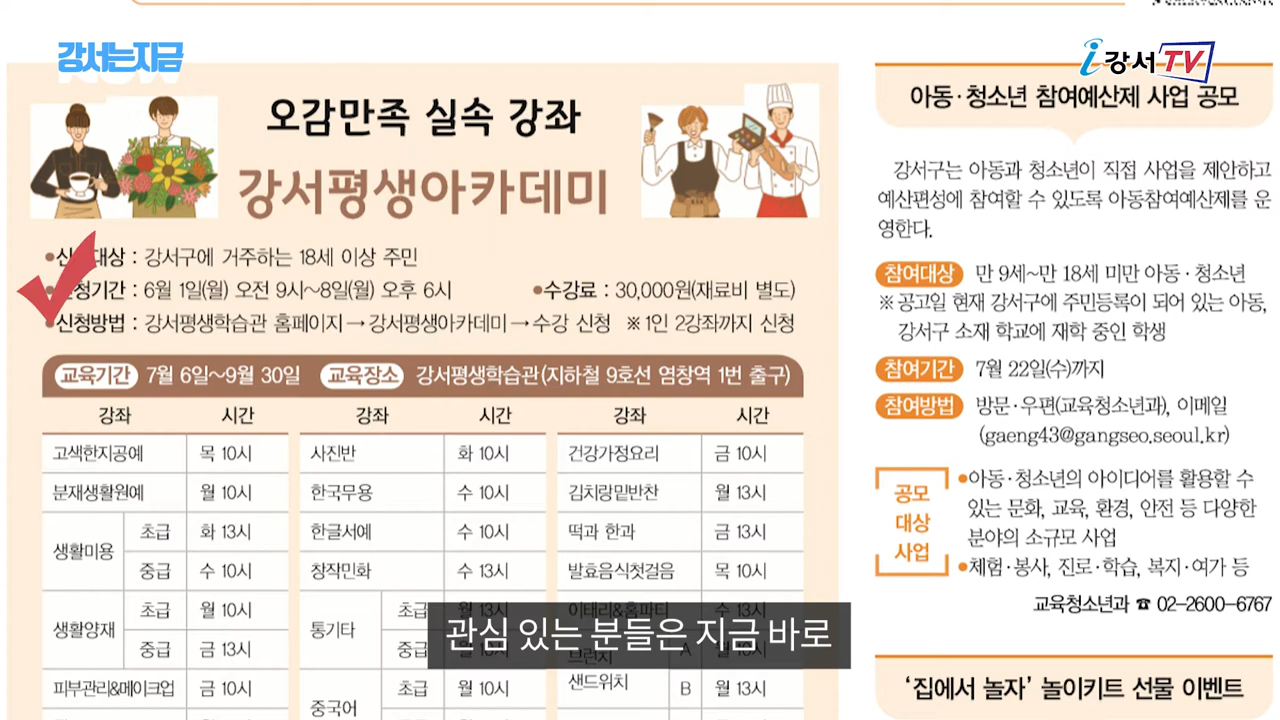 강서는지금
i강서TV
오감만족 실속 강좌
강서평생아카데미
대상 : 강서구에 거주하는 18세 이상 주민
청기간 : 6월 1일(월) 오전 9시~8일(월) 오후 6시 ●수강료 : 30,000원(재료비 별도)
●신청방법 : 강서평생학습관 홈페이지→강서평생아카데미→수강 신청 ※1인 2강좌까지 신청
교육기간 7월 6일~9월 30일 교육장소 강서평생학습관(지하철 9호선 염창역 1번 출구)
강좌 시간 강좌 시간 강좌 시간
고색한지공예 목 10시 사진반 화 10시 건강가정요리 금 10시
분재생활원예 월 10시 한국무용 수 10시 김치랑밑반찬 월 13시
생활미용 초급 화 13시 한글서예 수 10시 떡과 한과 금 13시
중급 수 10시 창작민화 수 13시 발효음식첫걸음 목 10시
생활양재 초급 월 10시 통기타 초급 월 13시 이태리&홈파티 수 13시
중급 금 13시 중급 브런치 A
피부관리&메이크업 금 10시 중국어 초급 월 10시 샌드위치 B 월 13시
관심 있는 분들은 지금 바로
아동·청소년 참여예산제 사업 공모
강서구는 아동과 청소년이 직접 사업을 제안하고
예산편성에 참여할 수 있도록 아동참여예산제를 운
영한다.
참여대상 만 9세~만 18세 미만 아동·청소년
※ 공고일 현재 강서구에 주민등록이 되어 있는 아동,
강서구 소재 학교에 재학 중인 학생
참여기간 7월 22일(수)까지
참여방법 방문·우편(교육청소년과), 이메일
(gaeng43@gangseo.seoul.kr)
공모
대상
사업
●아동·청소년의 아이디어를 활용할 수
있는 문화, 교육, 환경, 안전 등 다양한
분야의 소규모 사업
●체험·봉사, 진로·학습, 복지·여가 등
교육청소년과 ☎ 02-2600-6767
‘집에서 놀자’ 놀이키트 선물 이벤트